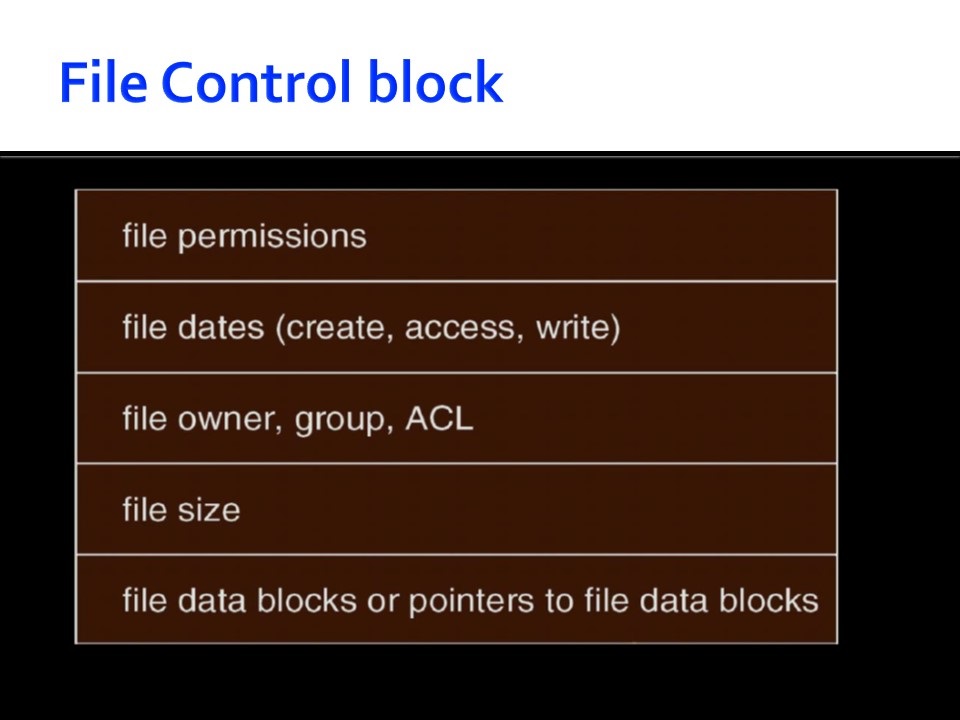 File Control block
file permissions
file dates (create, access, write)
file owner, group, ACL
file size
file data blocks or pointers to file data blocks